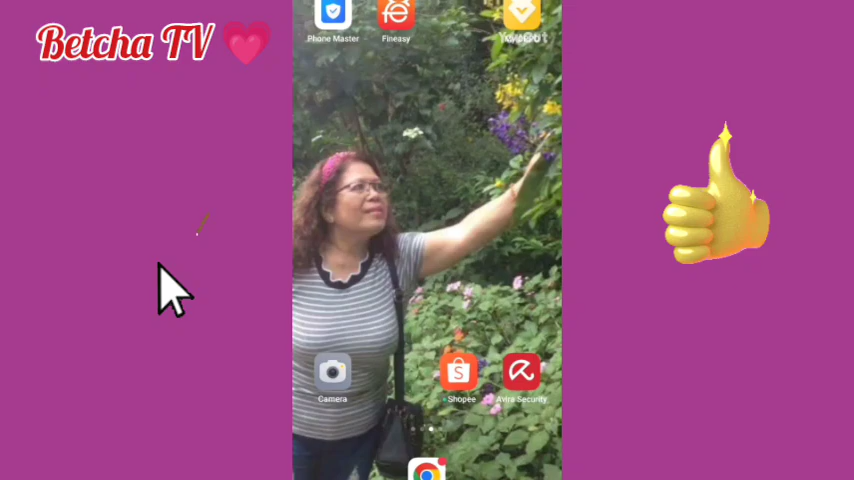 Betcha TV
Phone Master
Fineasy
Camera
Shopee
Avira Security